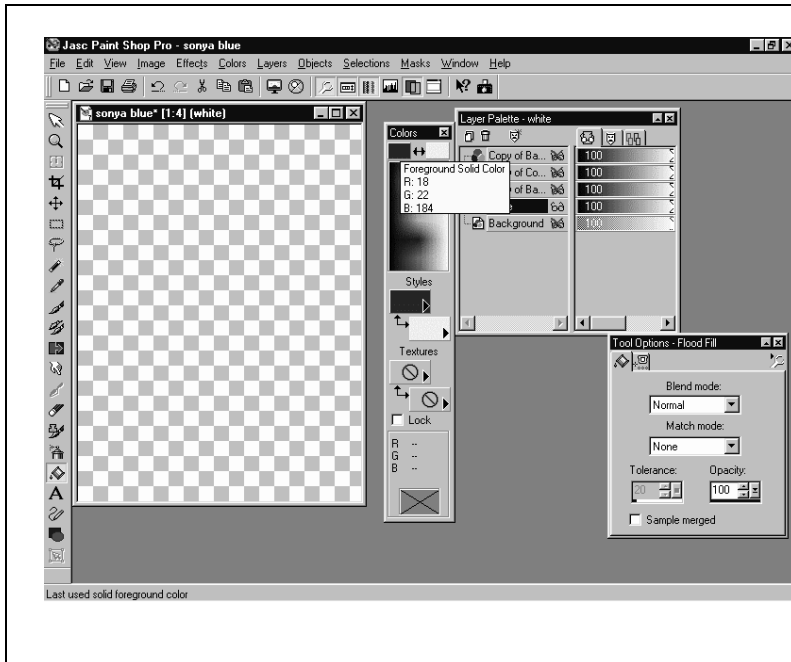 Jasc Paint Shop Pro - sonya blue
File Edit View Image Effects Colors Layers Objects Selections Masks Window Help
sonya blue* [1:4] (white)
Colors
Foreground Solid Color
R: 18
G: 22
B: 184
Styles
Textures
Lock
R --
G --
B --
Layer Palette - white
Copy of Ba... 100
of Co... 100
of Ba... 100
100
Background 100
Tool Options - Flood Fill
Blend mode:
Normal
Match mode:
None
Tolerance: Opacity:
20 100
Sample merged
A
Last used solid foreground color